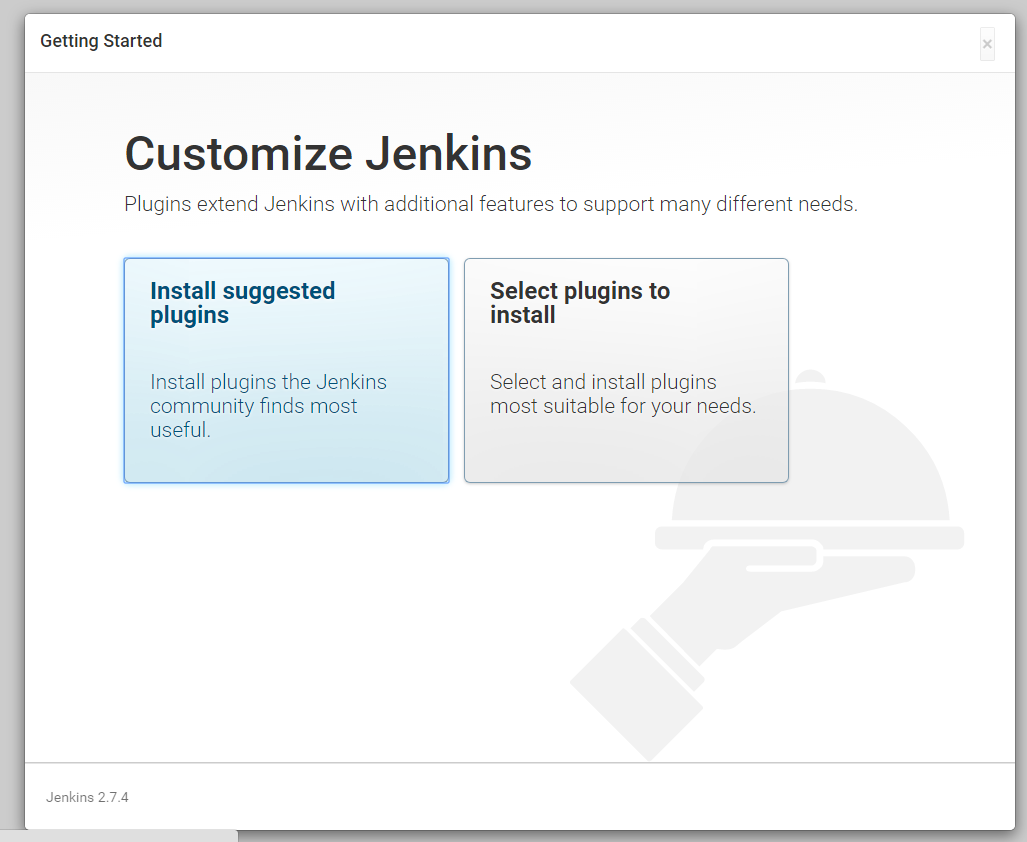 Getting Started
×
Customize Jenkins
Plugins extend Jenkins with additional features to support many different needs.
Install suggested
plugins
Install plugins the Jenkins
community finds most
useful.
Select plugins to
install
Select and install plugins
most suitable for your needs.
Jenkins 2.7.4